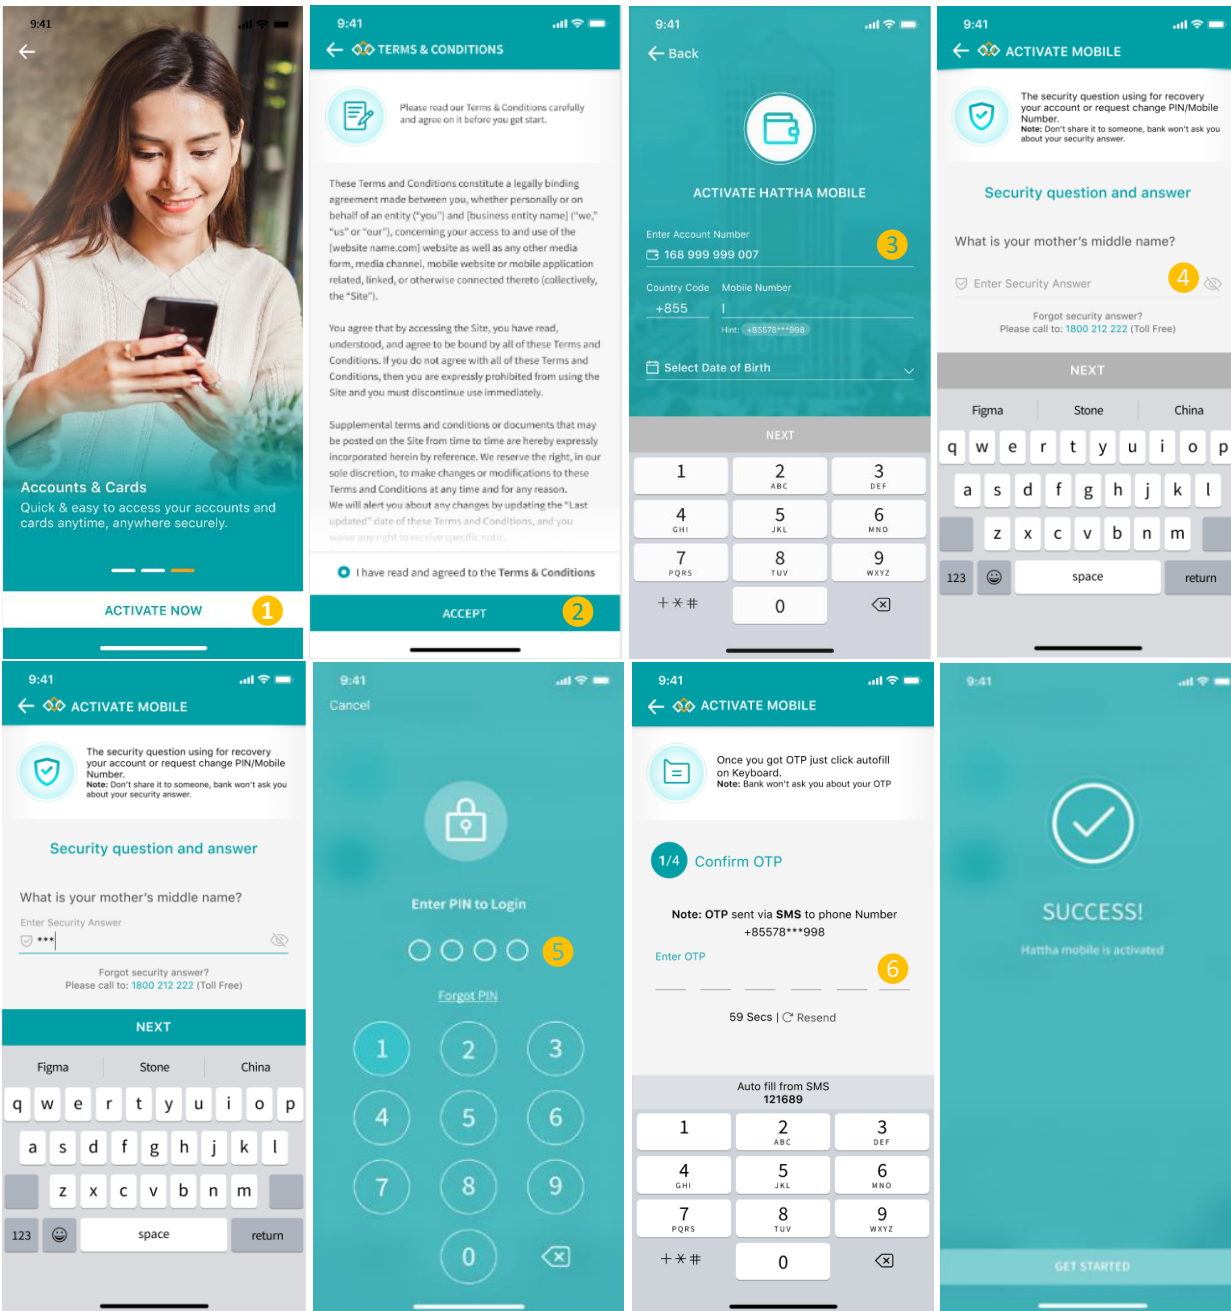 9:41
Accounts & Cards
Quick & easy to access your accounts and
cards anytime, anywhere securely.
ACTIVATE NOW
1
9:41
TERMS & CONDITIONS
Please read our Terms & Conditions carefully
and agree on it before you get start.
These Terms and Conditions constitute a legally binding
agreement made between you, whether personally or on
behalf of an entity ("you") and [business entity name] ("we,"
"us" or "our"), concerning your access to and use of the
[website name.com] website as well as any other media
form, media channel, mobile website or mobile application
related, linked, or otherwise connected thereto (collectively,
the "Site").
You agree that by accessing the Site, you have read,
understood, and agree to be bound by all of these Terms and
Conditions. If you do not agree with all of these Terms and
Conditions, then you are expressly prohibited from using the
Site and you must discontinue use immediately.
Supplemental terms and conditions or documents that may
be posted on the Site from time to time are hereby expressly
incorporated herein by reference. We reserve the right, in our
sole discretion, to make changes or modifications to these
Terms and Conditions at any time and for any reason.
We will alert you about any changes by updating the "Last
updated" date of these Terms and Conditions, and you
waive any right to receive specific notic.
I have read and agreed to the Terms & Conditions
ACCEPT
2
9:41
Back
ACTIVATE HATTHA MOBILE
Enter Account Number
168 999 999 007
3
Country Code Mobile Number
+855
Hint: +85578***998
Select Date of Birth
NEXT
1 2 3
ABC DEF
4 5 6
GHI JKL MNO
7 8 9
PQRS TUV WXYZ
+*# 0
9:41
ACTIVATE MOBILE
The security question using for recovery
your account or request change PIN/Mobile
Number.
Note: Don't share it to someone, bank won't ask you
about your security answer.
Security question and answer
What is your mother's middle name?
Enter Security Answer
4
Forgot security answer?
Please call to: 1800 212 222 (Toll Free)
NEXT
Figma Stone China
q w e r t y u i o p
a s d f g h j k l
z x c v b n m
123 space return
9:41
ACTIVATE MOBILE
The security question using for recovery
your account or request change PIN/Mobile
Number.
Note: Don't share it to someone, bank won't ask you
about your security answer.
Security question and answer
What is your mother's middle name?
Enter Security Answer
***
Forgot security answer?
Please call to: 1800 212 222 (Toll Free)
NEXT
Figma Stone China
q w e r t y u i o p
a s d f g h j k l
z x c v b n m
123 space return
9:41
Cancel
Enter PIN to Login
5
Forgot PIN
1 2 3
4 5 6
7 8 9
0
9:41
ACTIVATE MOBILE
Once you got OTP just click autofill
on Keyboard.
Note: Bank won't ask you about your OTP
1/4 Confirm OTP
Note: OTP sent via SMS to phone Number
+85578***998
Enter OTP
6
59 Secs | Resend
Auto fill from SMS
121689
1 2 3
ABC DEF
4 5 6
GHI JKL MNO
7 8 9
PQRS TUV WXYZ
+*# 0
9:41
SUCCESS!
Hattha mobile is activated
GET STARTED